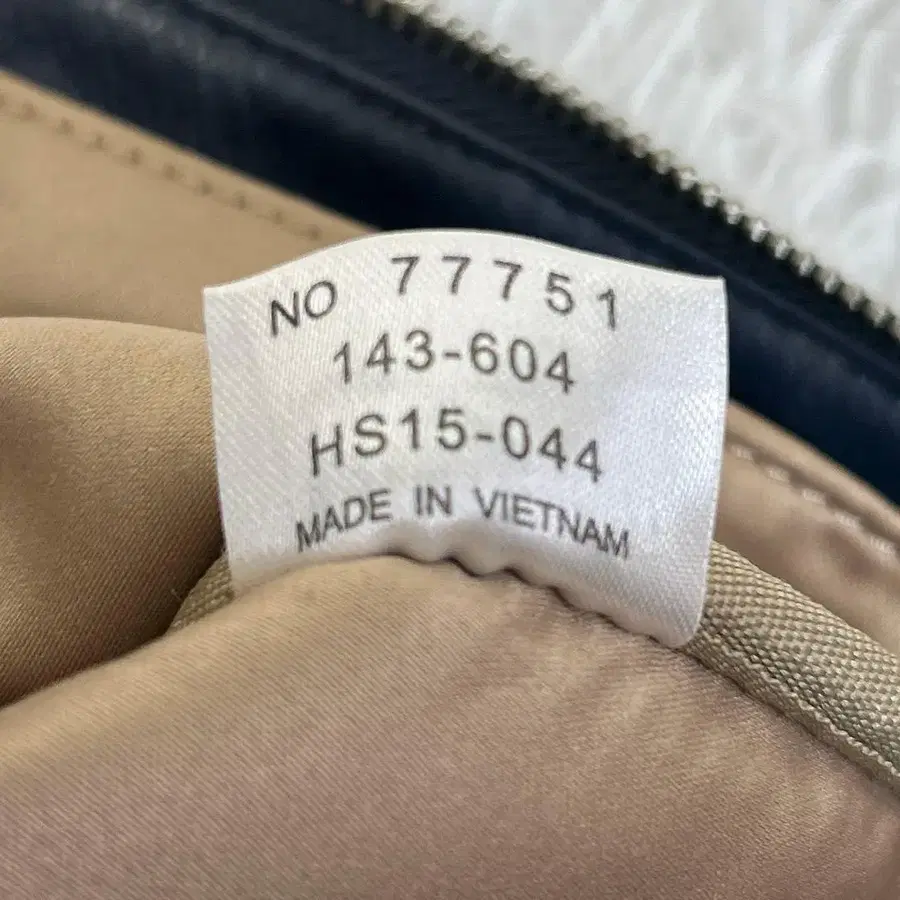 NO 77751
143-604
HS15-044
MADE IN VIETNAM